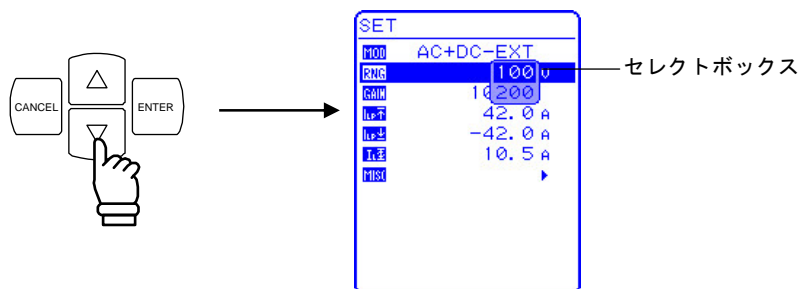 CANCEL
ENTER
SET
MOD AC+DC-EXT
RNG 100 V
GAIN 10 200
42.0 A
-42.0 A
10.5 A
MISC
セレクトボックス